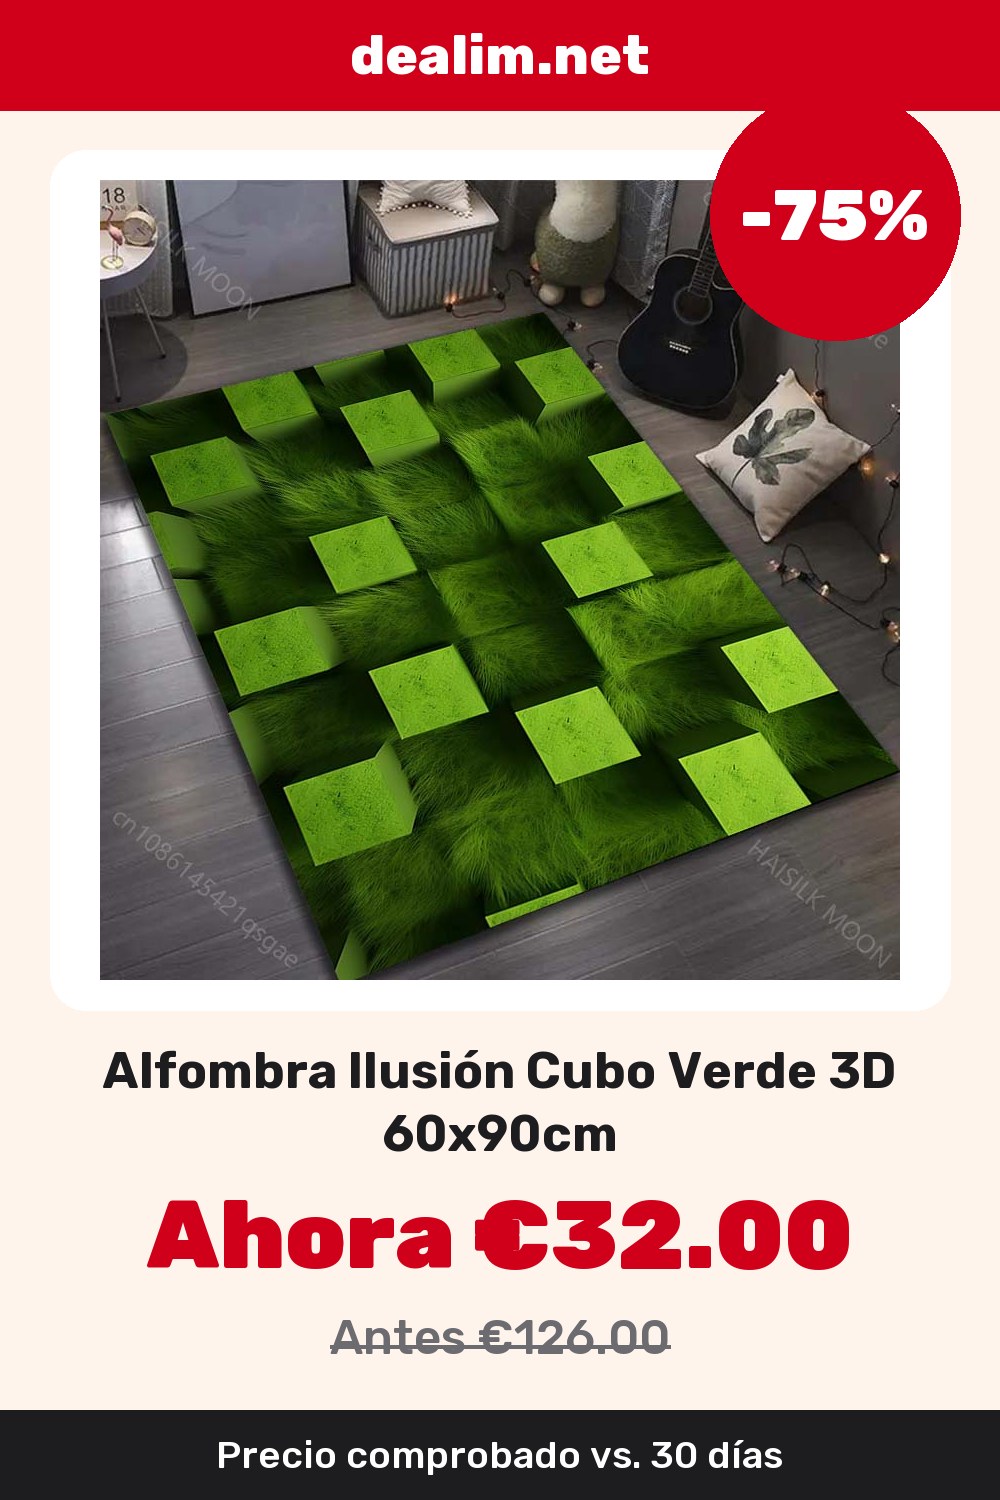 dealim.net
-75%
18
SILK MOON
cn1086145421qsgae
HAISILK MOON
Alfombra Ilusión Cubo Verde 3D
60x90cm
Ahora €32.00
Antes €126.00
Precio comprobado vs. 30 días